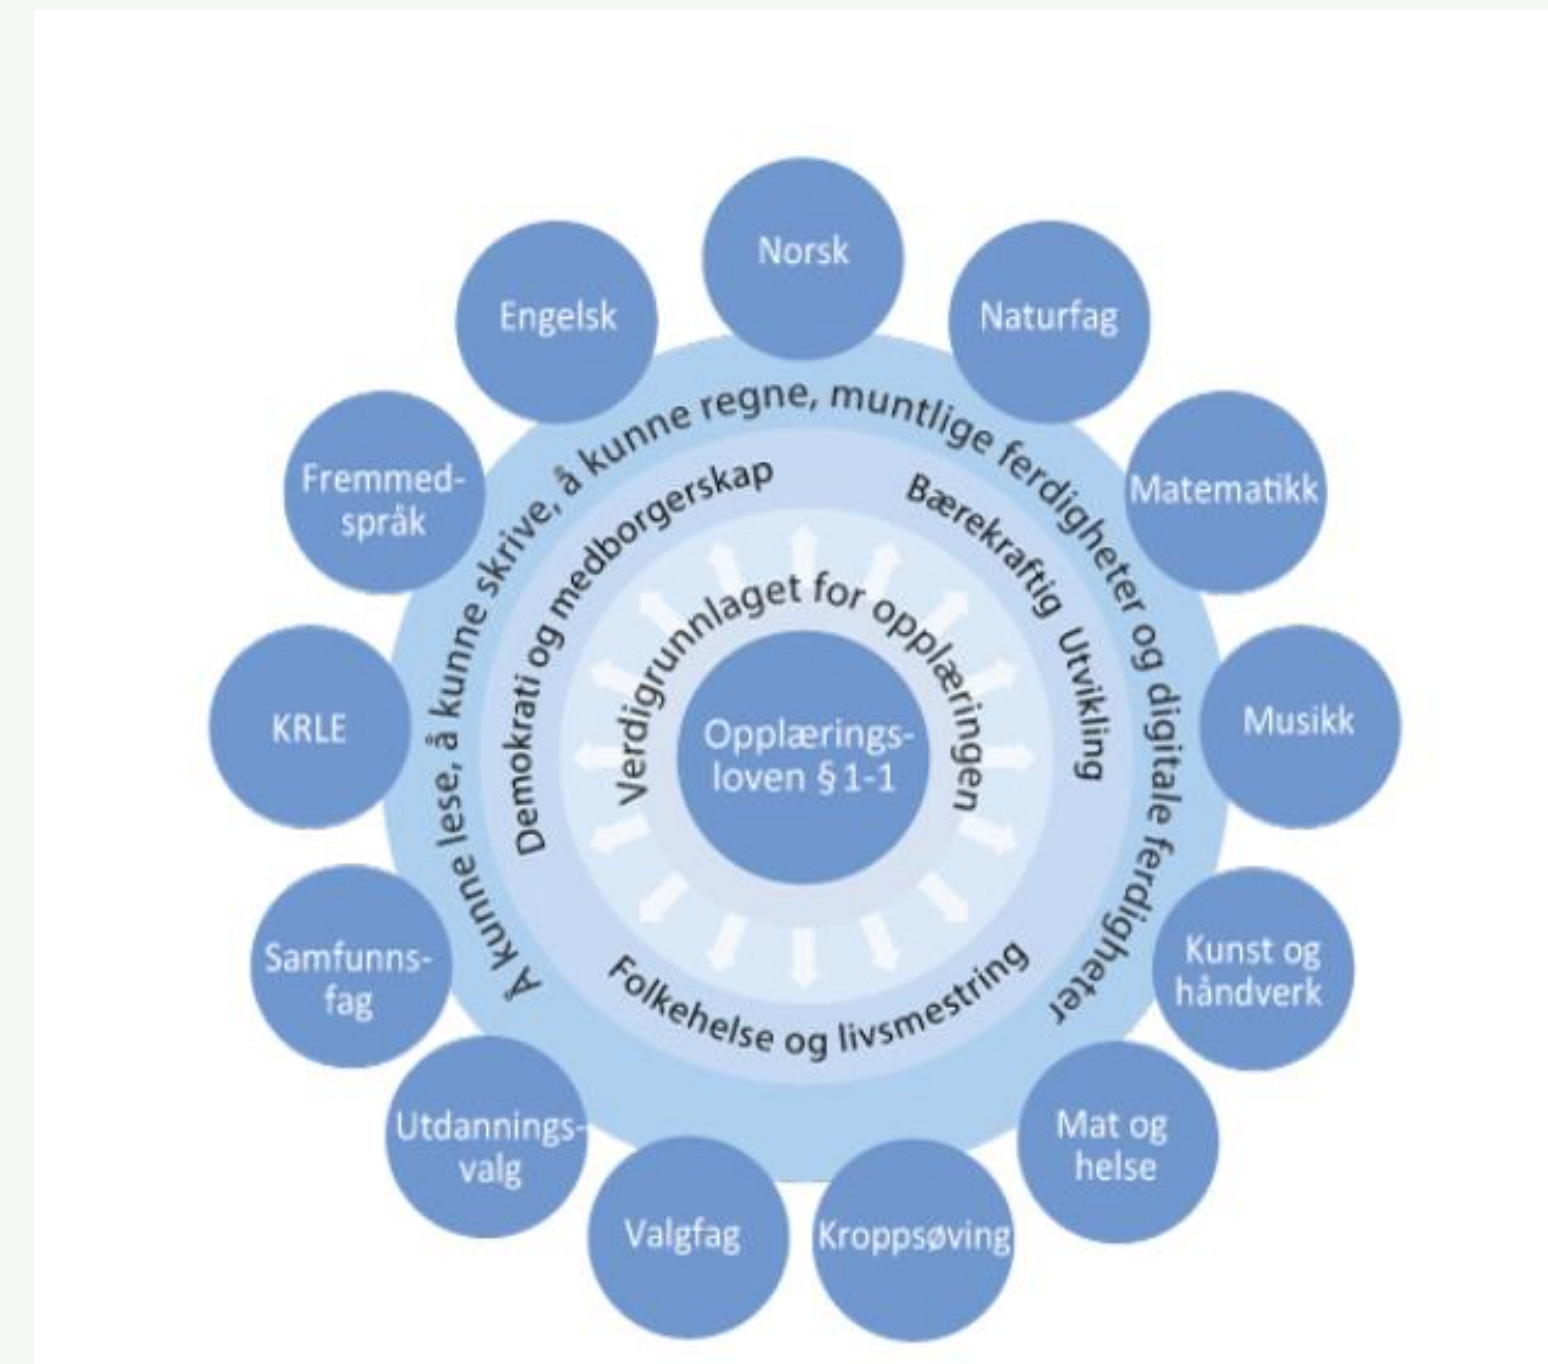 Norsk
Naturfag
Matematikk
Musikk
Kunst og
håndverk
Mat og
helse
Kroppsøving
Valgfag
Utdannings-
valg
Samfunns-
fag
KRLE
Fremmed-
språk
Engelsk
Å kunne lese, å kunne skrive, å kunne regne, muntlige ferdigheter og digitale ferdigheter
Demokrati og medborgerskap
Bærekraftig Utvikling
Folkehelse og livsmestring
Verdigrunnlaget for opplæringen
Opplærings-
loven § 1-1